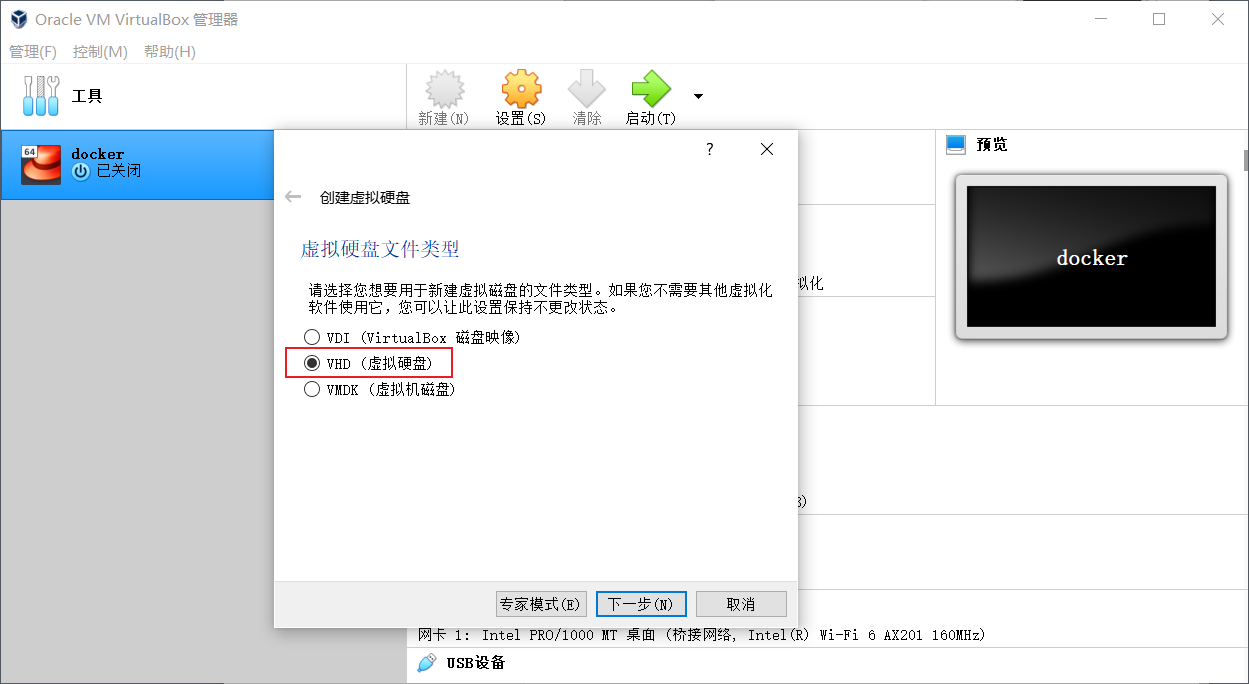 Oracle VM VirtualBox 管理器
管理(F) 控制(M) 帮助(H)
工具
新建(N) 设置(S) 清除 启动(T)
64
docker
已关闭
?
创建虚拟硬盘
虚拟硬盘文件类型
请选择您想要用于新建虚拟磁盘的文件类型。如果您不需要其他虚拟化
软件使用它，您可以让此设置保持不更改状态。
VDI (VirtualBox 磁盘映像)
VHD (虚拟硬盘)
VMDK (虚拟机磁盘)
专家模式(E) 下一步(N) 取消
预览
docker
拟化
网卡 1: Intel PRO/1000 MT 桌面 (桥接网络, Intel(R) Wi-Fi 6 AX201 160MHz)
USB设备